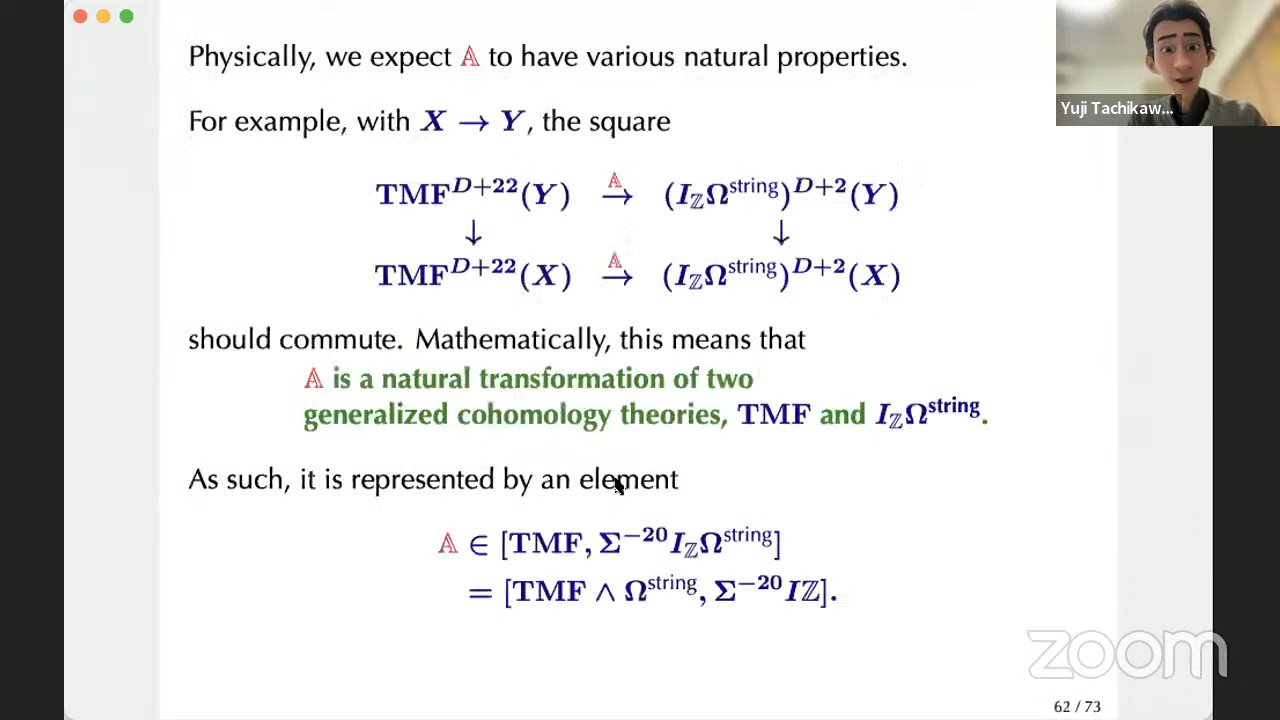 Physically, we expect 𝔸 to have various natural properties.
For example, with X → Y, the square
TMF^{D+22}(Y) →^{𝔸} (I_ℤΩ^{string})^{D+2}(Y)
↓ ↓
TMF^{D+22}(X) →^{𝔸} (I_ℤΩ^{string})^{D+2}(X)
should commute. Mathematically, this means that
𝔸 is a natural transformation of two
generalized cohomology theories, TMF and I_ℤΩ^{string}.
As such, it is represented by an element
𝔸 ∈ [TMF, Σ^{−20}I_ℤΩ^{string}]
= [TMF ∧ Ω^{string}, Σ^{−20}Iℤ].
62 / 73
Yuji Tachikaw...
zoom